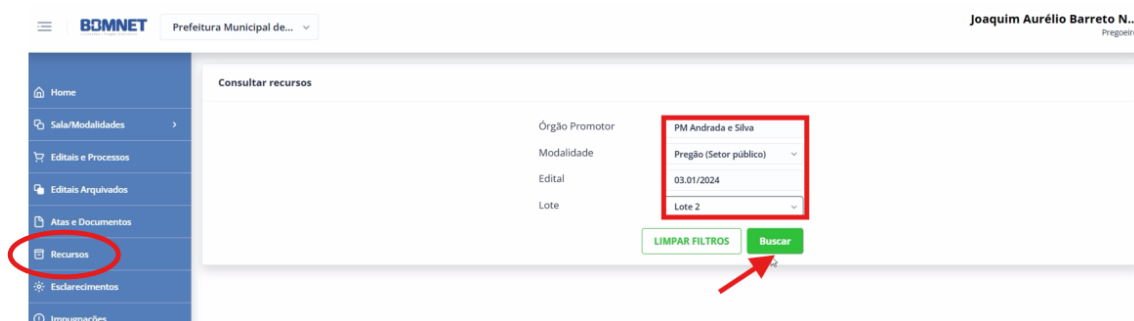 BBMNET
Prefeitura Municipal de...
Joaquim Aurélio Barreto N...
Pregoeiro
Home
Sala/Modalidades
Editais e Processos
Editais Arquivados
Atas e Documentos
Recursos
Esclarecimentos
Impugnações
Consultar recursos
Órgão Promotor PM Andrada e Silva
Modalidade Pregão (Setor público)
Edital 03.01/2024
Lote Lote 2
LIMPAR FILTROS Buscar